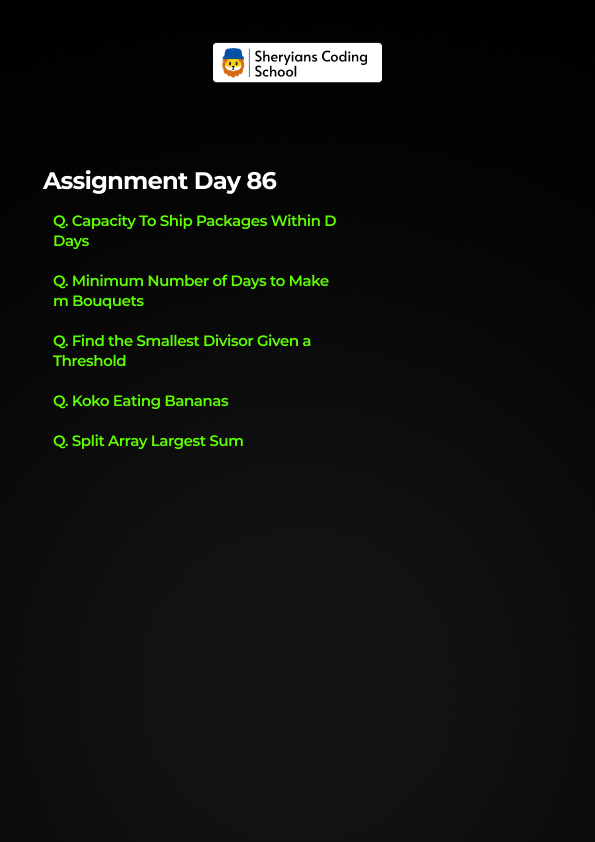 Sheryians Coding
School
Assignment Day 86
Q. Capacity To Ship Packages Within D
Days
Q. Minimum Number of Days to Make
m Bouquets
Q. Find the Smallest Divisor Given a
Threshold
Q. Koko Eating Bananas
Q. Split Array Largest Sum